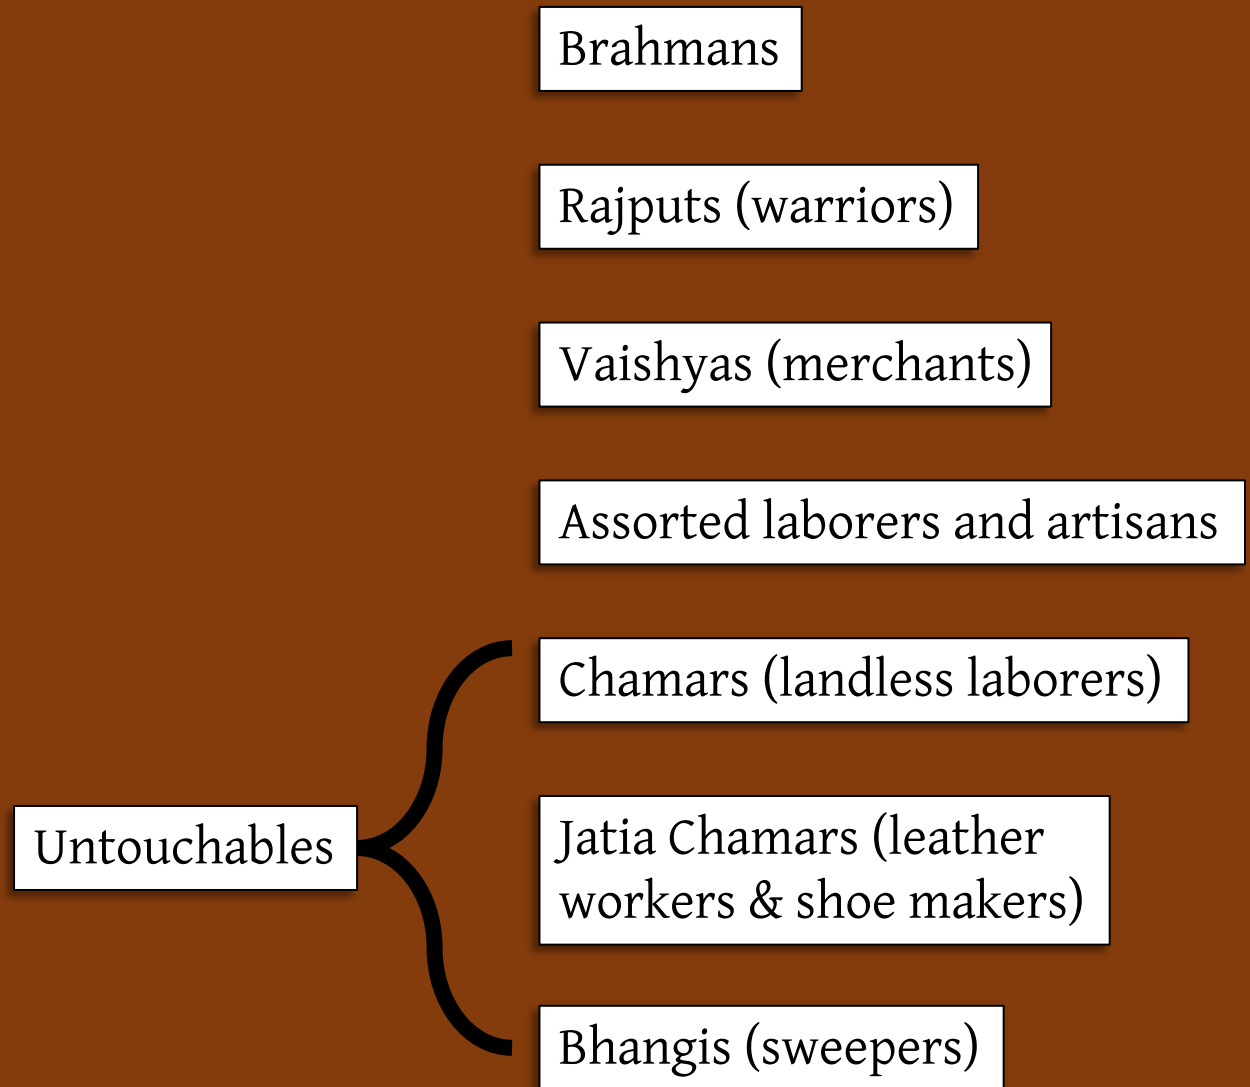 Brahmans
Rajputs (warriors)
Vaishyas (merchants)
Assorted laborers and artisans
Chamars (landless laborers)
Untouchables
Jatia Chamars (leather
workers & shoe makers)
Bhangis (sweepers)